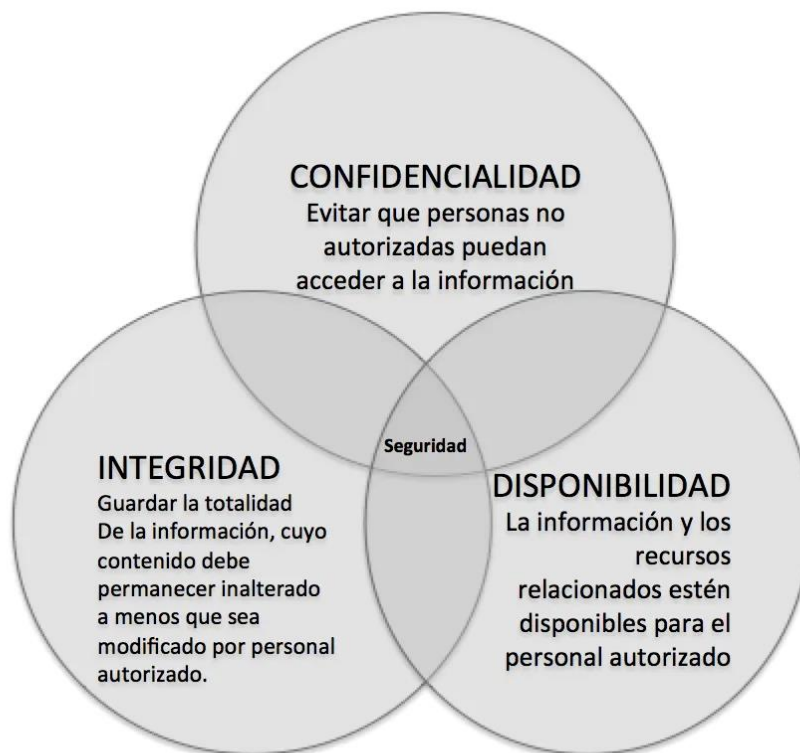 CONFIDENCIALIDAD
Evitar que personas no
autorizadas puedan
acceder a la información
Seguridad
INTEGRIDAD
Guardar la totalidad
De la información, cuyo
contenido debe
permanecer inalterado
a menos que sea
modificado por personal
autorizado.
DISPONIBILIDAD
La información y los
recursos
relacionados estén
disponibles para el
personal autorizado